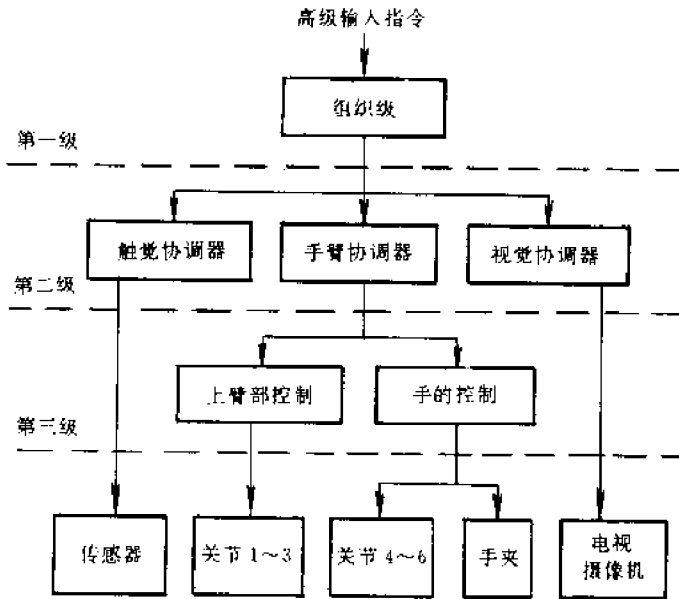 高级输入指令
组织级
第一级
触觉协调器
手臂协调器
视觉协调器
第二级
上臂部控制
手的控制
第三级
传感器
关节1~3
关节4~6
手夹
电视
摄像机